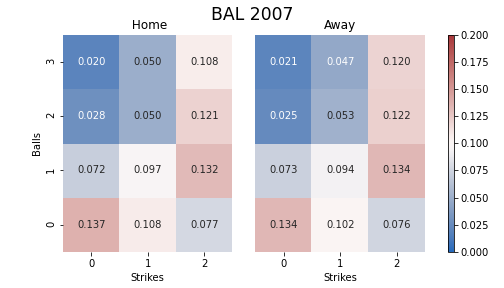 BAL 2007
Home Away
3 0.020 0.050 0.108 0.021 0.047 0.120
2 0.028 0.050 0.121 0.025 0.053 0.122
1 0.072 0.097 0.132 0.073 0.094 0.134
0 0.137 0.108 0.077 0.134 0.102 0.076
Balls
0 1 2 0 1 2
Strikes Strikes
0.200
0.175
0.150
0.125
0.100
0.075
0.050
0.025
0.000